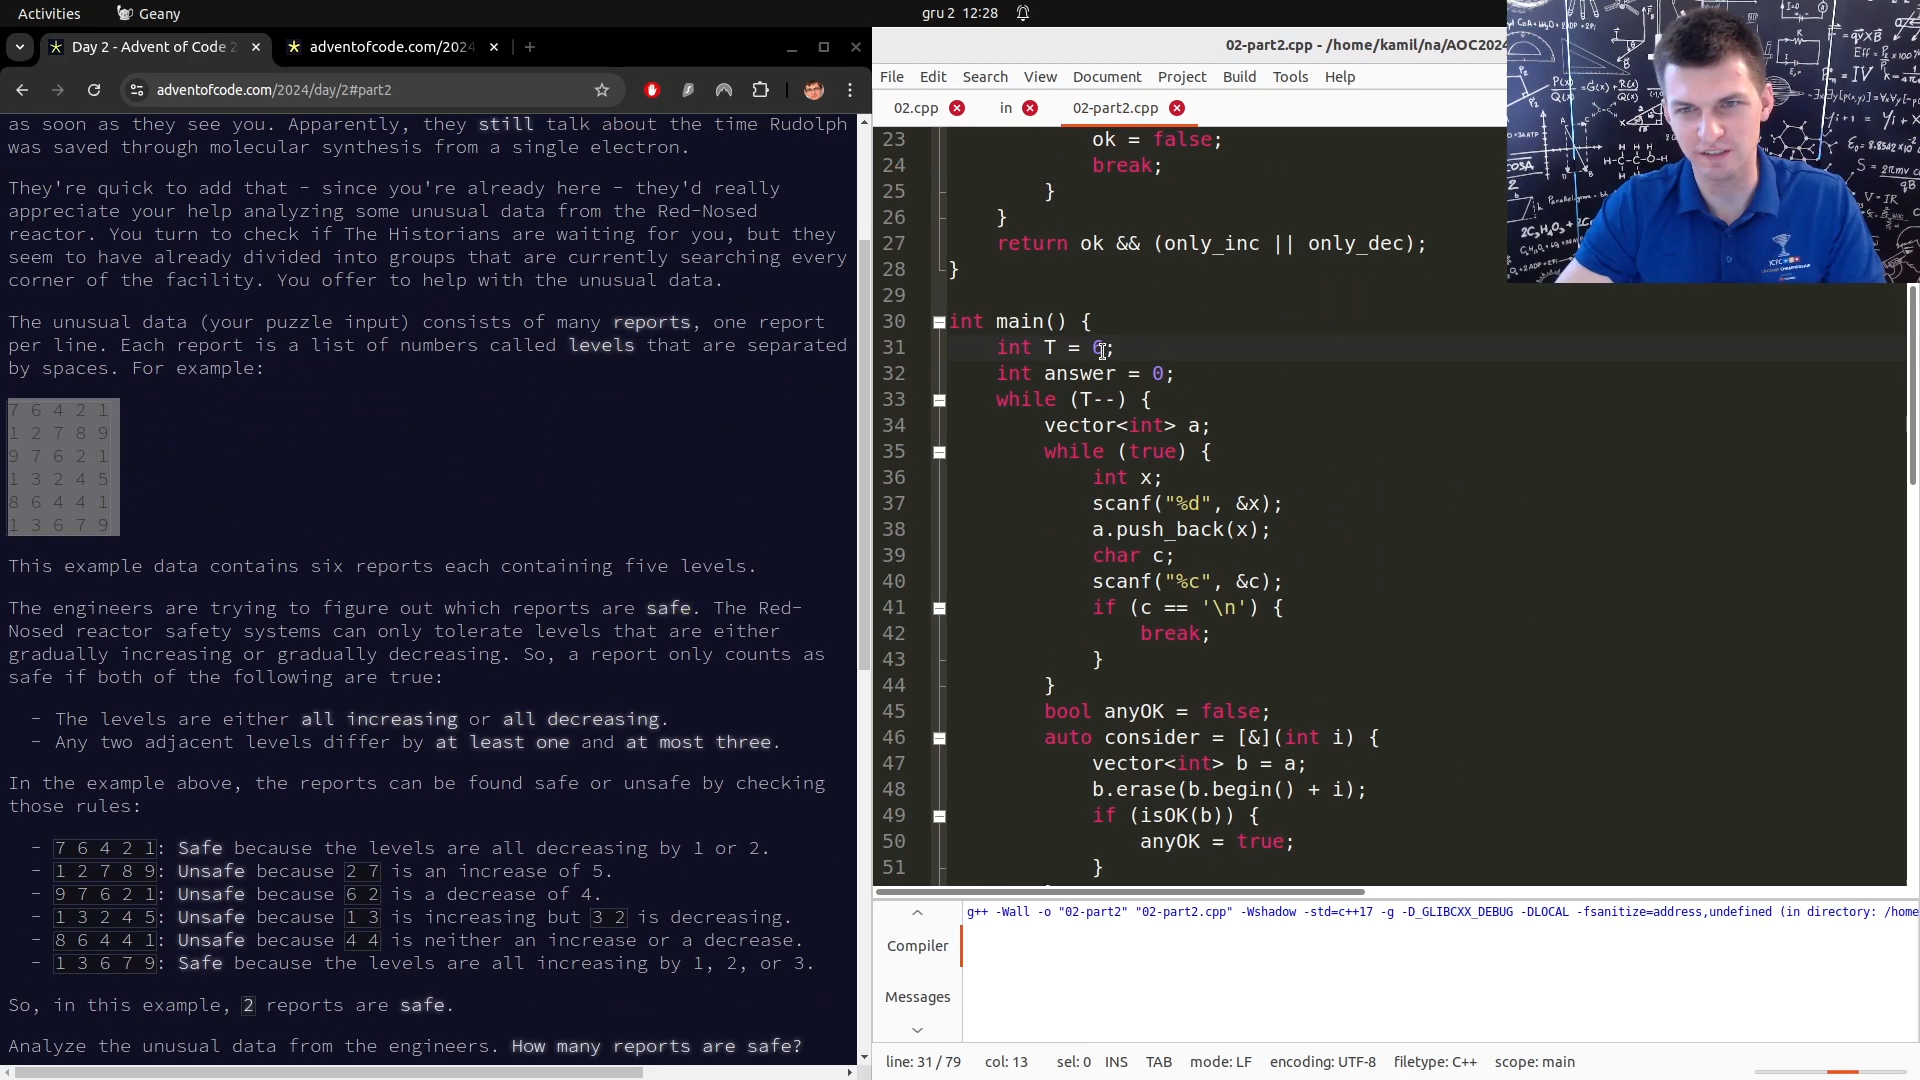 Activities
Geany
gru 2 12:28
Day 2 - Advent of Code 2
adventofcode.com/2024
adventofcode.com/2024/day/2#part2
as soon as they see you. Apparently, they still talk about the time Rudolph
was saved through molecular synthesis from a single electron.
They're quick to add that - since you're already here - they'd really
appreciate your help analyzing some unusual data from the Red-Nosed
reactor. You turn to check if The Historians are waiting for you, but they
seem to have already divided into groups that are currently searching every
corner of the facility. You offer to help with the unusual data.
The unusual data (your puzzle input) consists of many reports, one report
per line. Each report is a list of numbers called levels that are separated
by spaces. For example:
7 6 4 2 1
1 2 7 8 9
9 7 6 2 1
1 3 2 4 5
8 6 4 4 1
1 3 6 7 9
This example data contains six reports each containing five levels.
The engineers are trying to figure out which reports are safe. The Red-
Nosed reactor safety systems can only tolerate levels that are either
gradually increasing or gradually decreasing. So, a report only counts as
safe if both of the following are true:
- The levels are either all increasing or all decreasing.
- Any two adjacent levels differ by at least one and at most three.
In the example above, the reports can be found safe or unsafe by checking
those rules:
- 7 6 4 2 1: Safe because the levels are all decreasing by 1 or 2.
- 1 2 7 8 9: Unsafe because 2 7 is an increase of 5.
- 9 7 6 2 1: Unsafe because 6 2 is a decrease of 4.
- 1 3 2 4 5: Unsafe because 1 3 is increasing but 3 2 is decreasing.
- 8 6 4 4 1: Unsafe because 4 4 is neither an increase or a decrease.
- 1 3 6 7 9: Safe because the levels are all increasing by 1, 2, or 3.
So, in this example, 2 reports are safe.
Analyze the unusual data from the engineers. How many reports are safe?
02-part2.cpp - /home/kamil/na/AOC2024
File Edit Search View Document Project Build Tools Help
02.cpp
in
02-part2.cpp
23 ok = false;
24 break;
25 }
26 }
27 return ok && (only_inc || only_dec);
28 }
29
30 int main() {
31 int T = 6;
32 int answer = 0;
33 while (T--) {
34 vector<int> a;
35 while (true) {
36 int x;
37 scanf("%d", &x);
38 a.push_back(x);
39 char c;
40 scanf("%c", &c);
41 if (c == '\n') {
42 break;
43 }
44 }
45 bool anyOK = false;
46 auto consider = [&](int i) {
47 vector<int> b = a;
48 b.erase(b.begin() + i);
49 if (isOK(b)) {
50 anyOK = true;
51 }
Compiler
Messages
g++ -Wall -o "02-part2" "02-part2.cpp" -Wshadow -std=c++17 -g -D_GLIBCXX_DEBUG -DLOCAL -fsanitize=address,undefined (in directory: /home
line: 31 / 79 col: 13 sel: 0 INS TAB mode: LF encoding: UTF-8 filetype: C++ scope: main